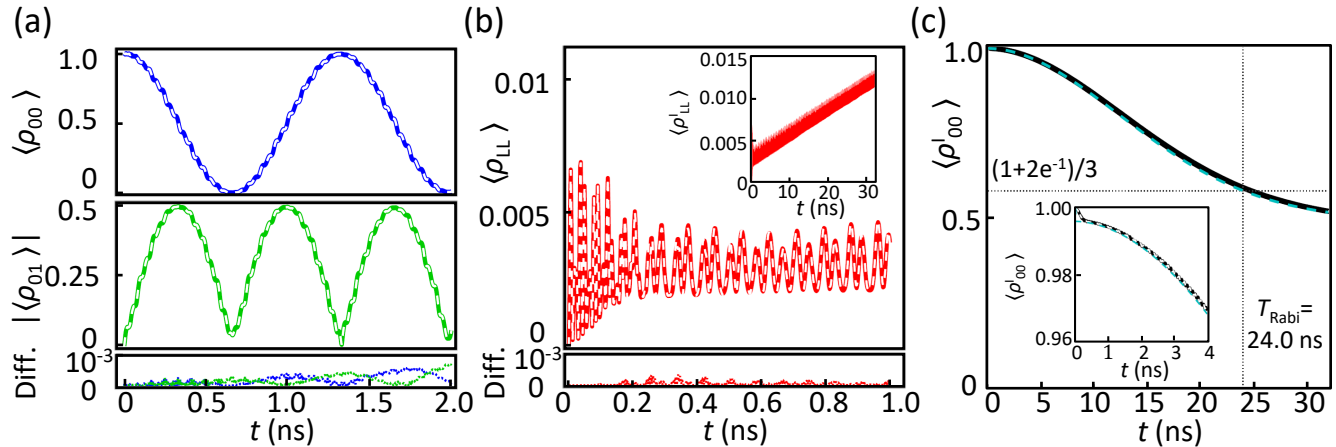 (a)
1.0
0.5
0
⟨ρ00⟩
0.5
0.25
0
|⟨ρ01⟩|
10-3
0
Diff.
0 0.5 1.0 1.5 2.0
t (ns)
(b)
0.01
0.005
0
⟨ρLL⟩
0.015
0.010
0.005
0
⟨ρILL⟩
0 10 20 30
t (ns)
10-3
0
Diff.
0 0.2 0.4 0.6 0.8 1.0
t (ns)
(c)
1.0
0.5
0
⟨ρI00⟩
(1+2e-1)/3
1.00
0.98
0.96
⟨ρI00⟩
0 1 2 3 4
t (ns)
TRabi=
24.0 ns
0 5 10 15 20 25 30
t (ns)